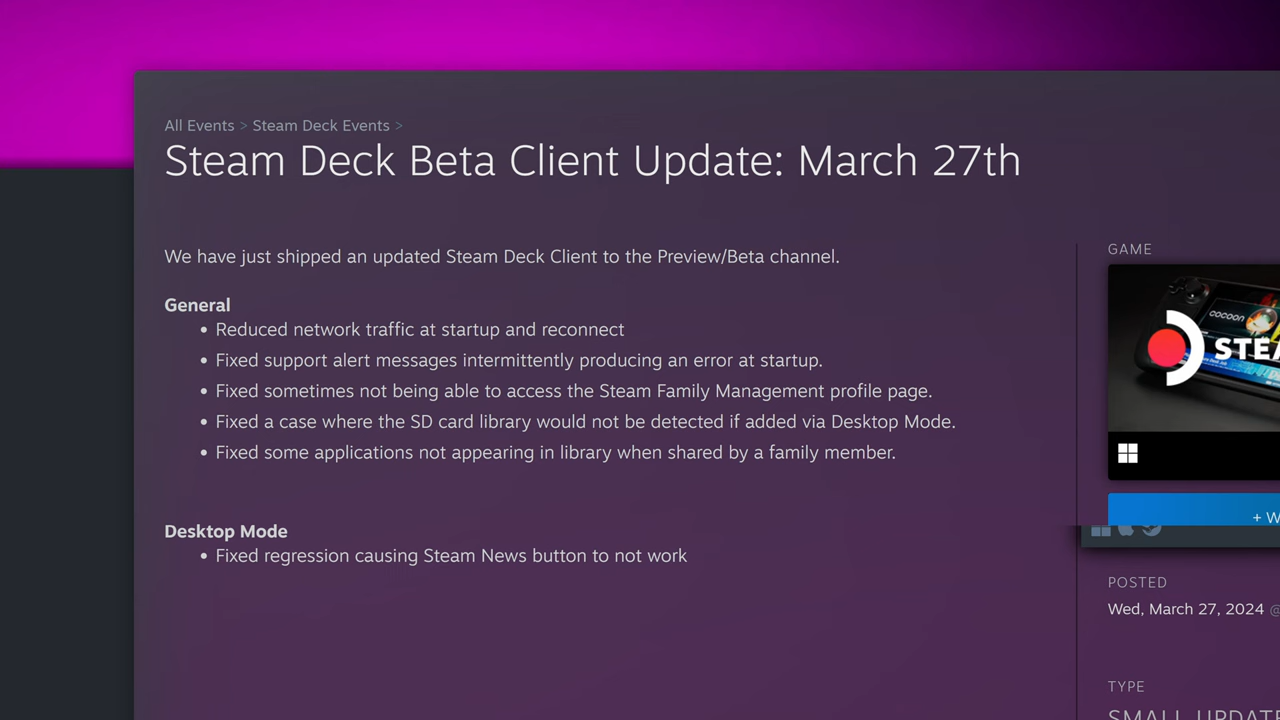 All Events > Steam Deck Events >
Steam Deck Beta Client Update: March 27th
We have just shipped an updated Steam Deck Client to the Preview/Beta channel.
General
• Reduced network traffic at startup and reconnect
• Fixed support alert messages intermittently producing an error at startup.
• Fixed sometimes not being able to access the Steam Family Management profile page.
• Fixed a case where the SD card library would not be detected if added via Desktop Mode.
• Fixed some applications not appearing in library when shared by a family member.
Desktop Mode
• Fixed regression causing Steam News button to not work
GAME
cocoon
STEA
+ W
POSTED
Wed, March 27, 2024 @
TYPE
SMALL UPDATE